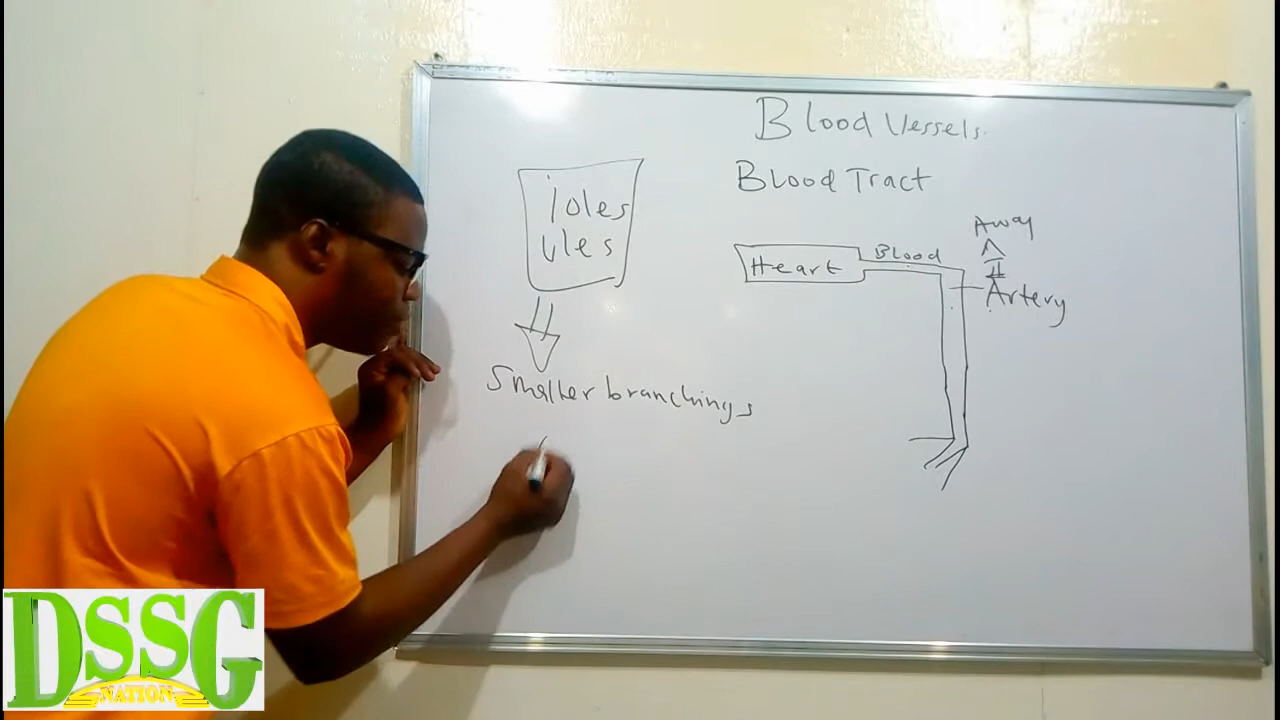 Blood Vessels.
Blood Tract
ioles
ules
Smaller branchings
Heart
Blood
Away
Artery
DSSG
NATION